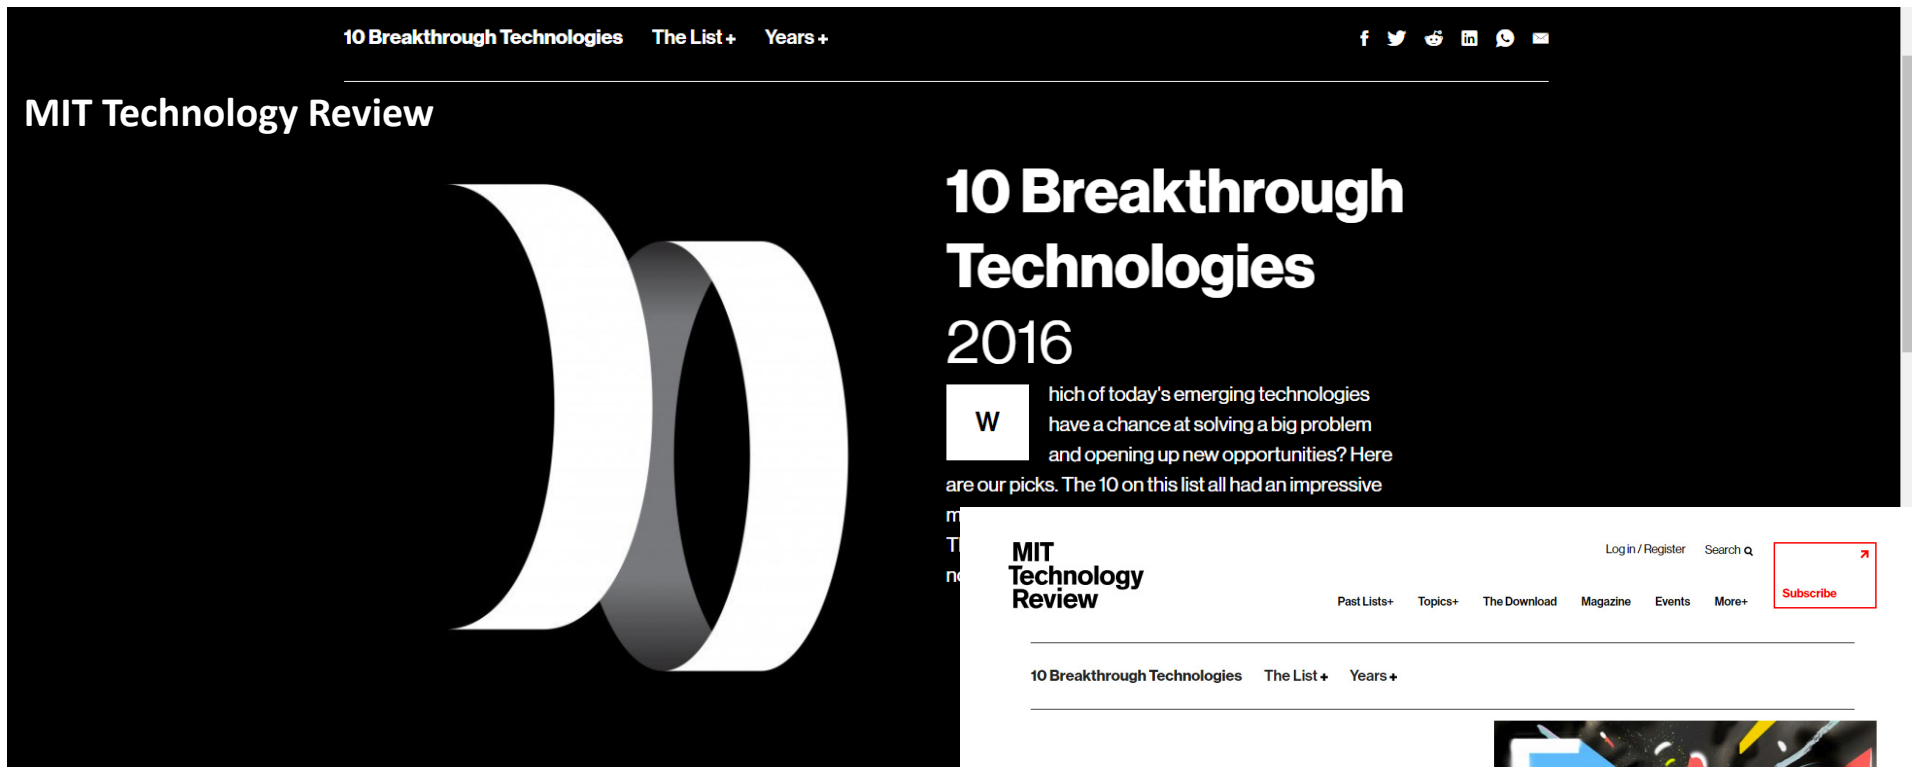 10 Breakthrough Technologies The List + Years +
MIT Technology Review
10 Breakthrough
Technologies
2016
Which of today's emerging technologies
have a chance at solving a big problem
and opening up new opportunities? Here
are our picks. The 10 on this list all had an impressive
MIT
Technology
Review
Log in / Register Search
Past Lists+ Topics+ The Download Magazine Events More+
Subscribe
10 Breakthrough Technologies The List + Years +